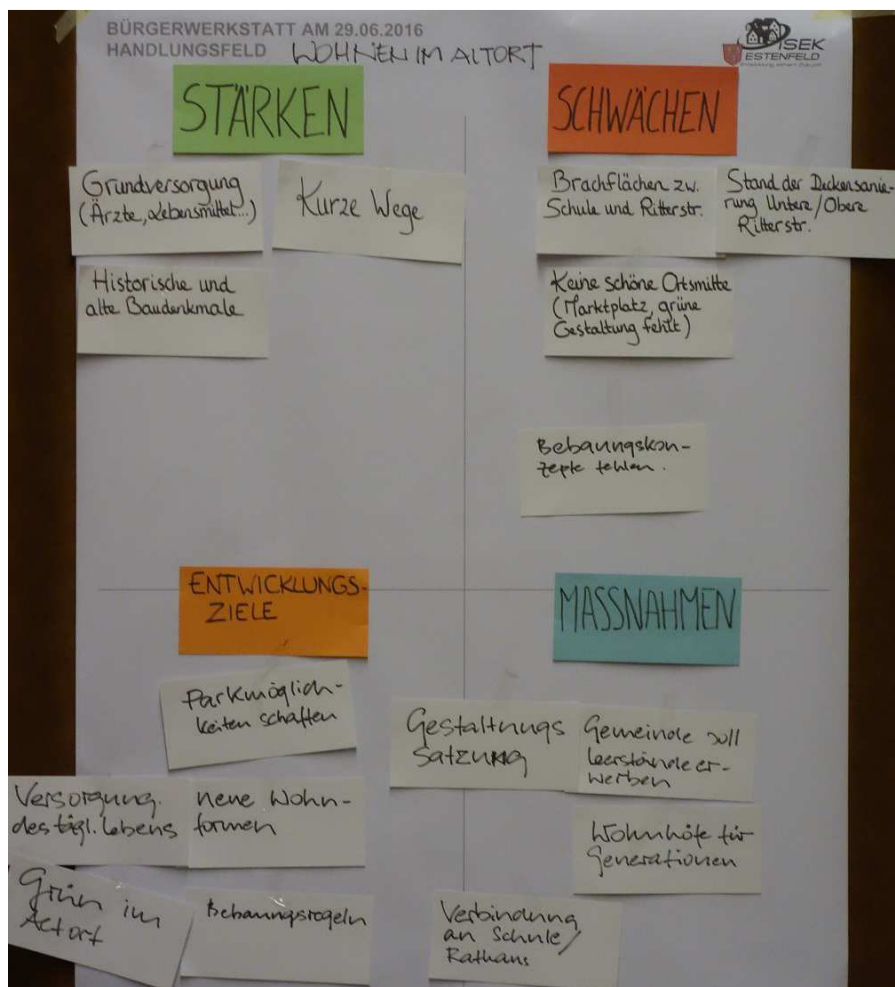 BÜRGERWERKSTATT AM 29.06.2016
HANDLUNGSFELD WOHNEN IM ALTORT
ISEK
ESTENFELD
STÄRKEN
Grundversorgung
(Ärzte, Lebensmittel...)
Kurze Wege
Historische und
alte Baudenkmale
SCHWÄCHEN
Brachflächen zw.
Schule und Ritterstr.
Stand der Deckensanie-
rung Untere/Obere
Ritterstr.
Keine schöne Ortsmitte
(Marktplatz, grüne
Gestaltung fehlt)
Bebauungskon-
zepte fehlen.
ENTWICKLUNGS-
ZIELE
Parkmöglich-
keiten schaffen
Versorgung
des tägl. Lebens
neue Wohn-
formen
Grün im
Altort
Bebauungsregeln
MASSNAHMEN
Gestaltungs
Satzung
Gemeinde soll
Leerstände er-
werben
Wohnhöfe für
Generationen
Verbindung
an Schule/
Rathaus